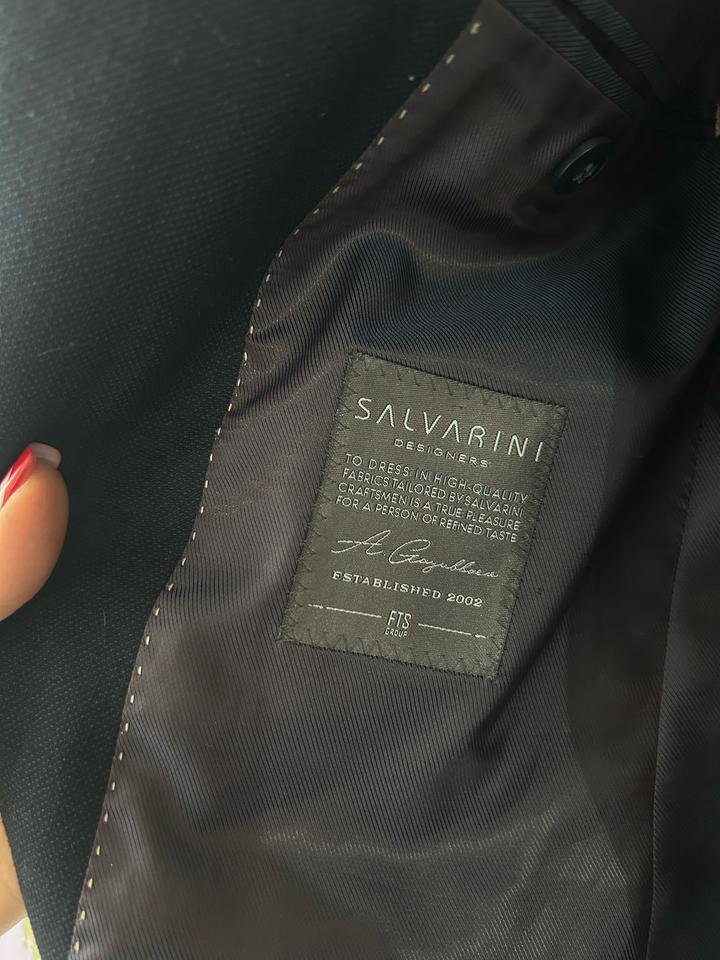 SALVARINI
DESIGNERS
TO DRESS IN HIGH-QUALITY
FABRICS TAILORED BY SALVARINI
CRAFTSMEN IS A TRUE PLEASURE
FOR A PERSON OF REFINED TASTE
A.
ESTABLISHED 2002
FTS
GROUP